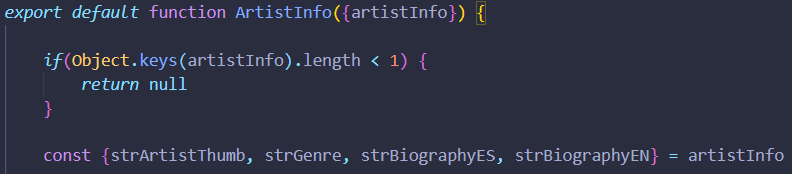 export default function ArtistInfo({artistInfo}) {
if(Object.keys(artistInfo).length < 1) {
return null
}
const {strArtistThumb, strGenre, strBiographyES, strBiographyEN} = artistInfo